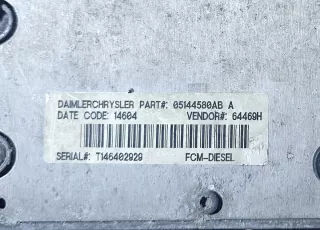 DAIMLERCHRYSLER PART#: 05144580AB A
DATE CODE: 14604 VENDOR#: 64469H
SERIAL#: T146402929 FCM-DIESEL